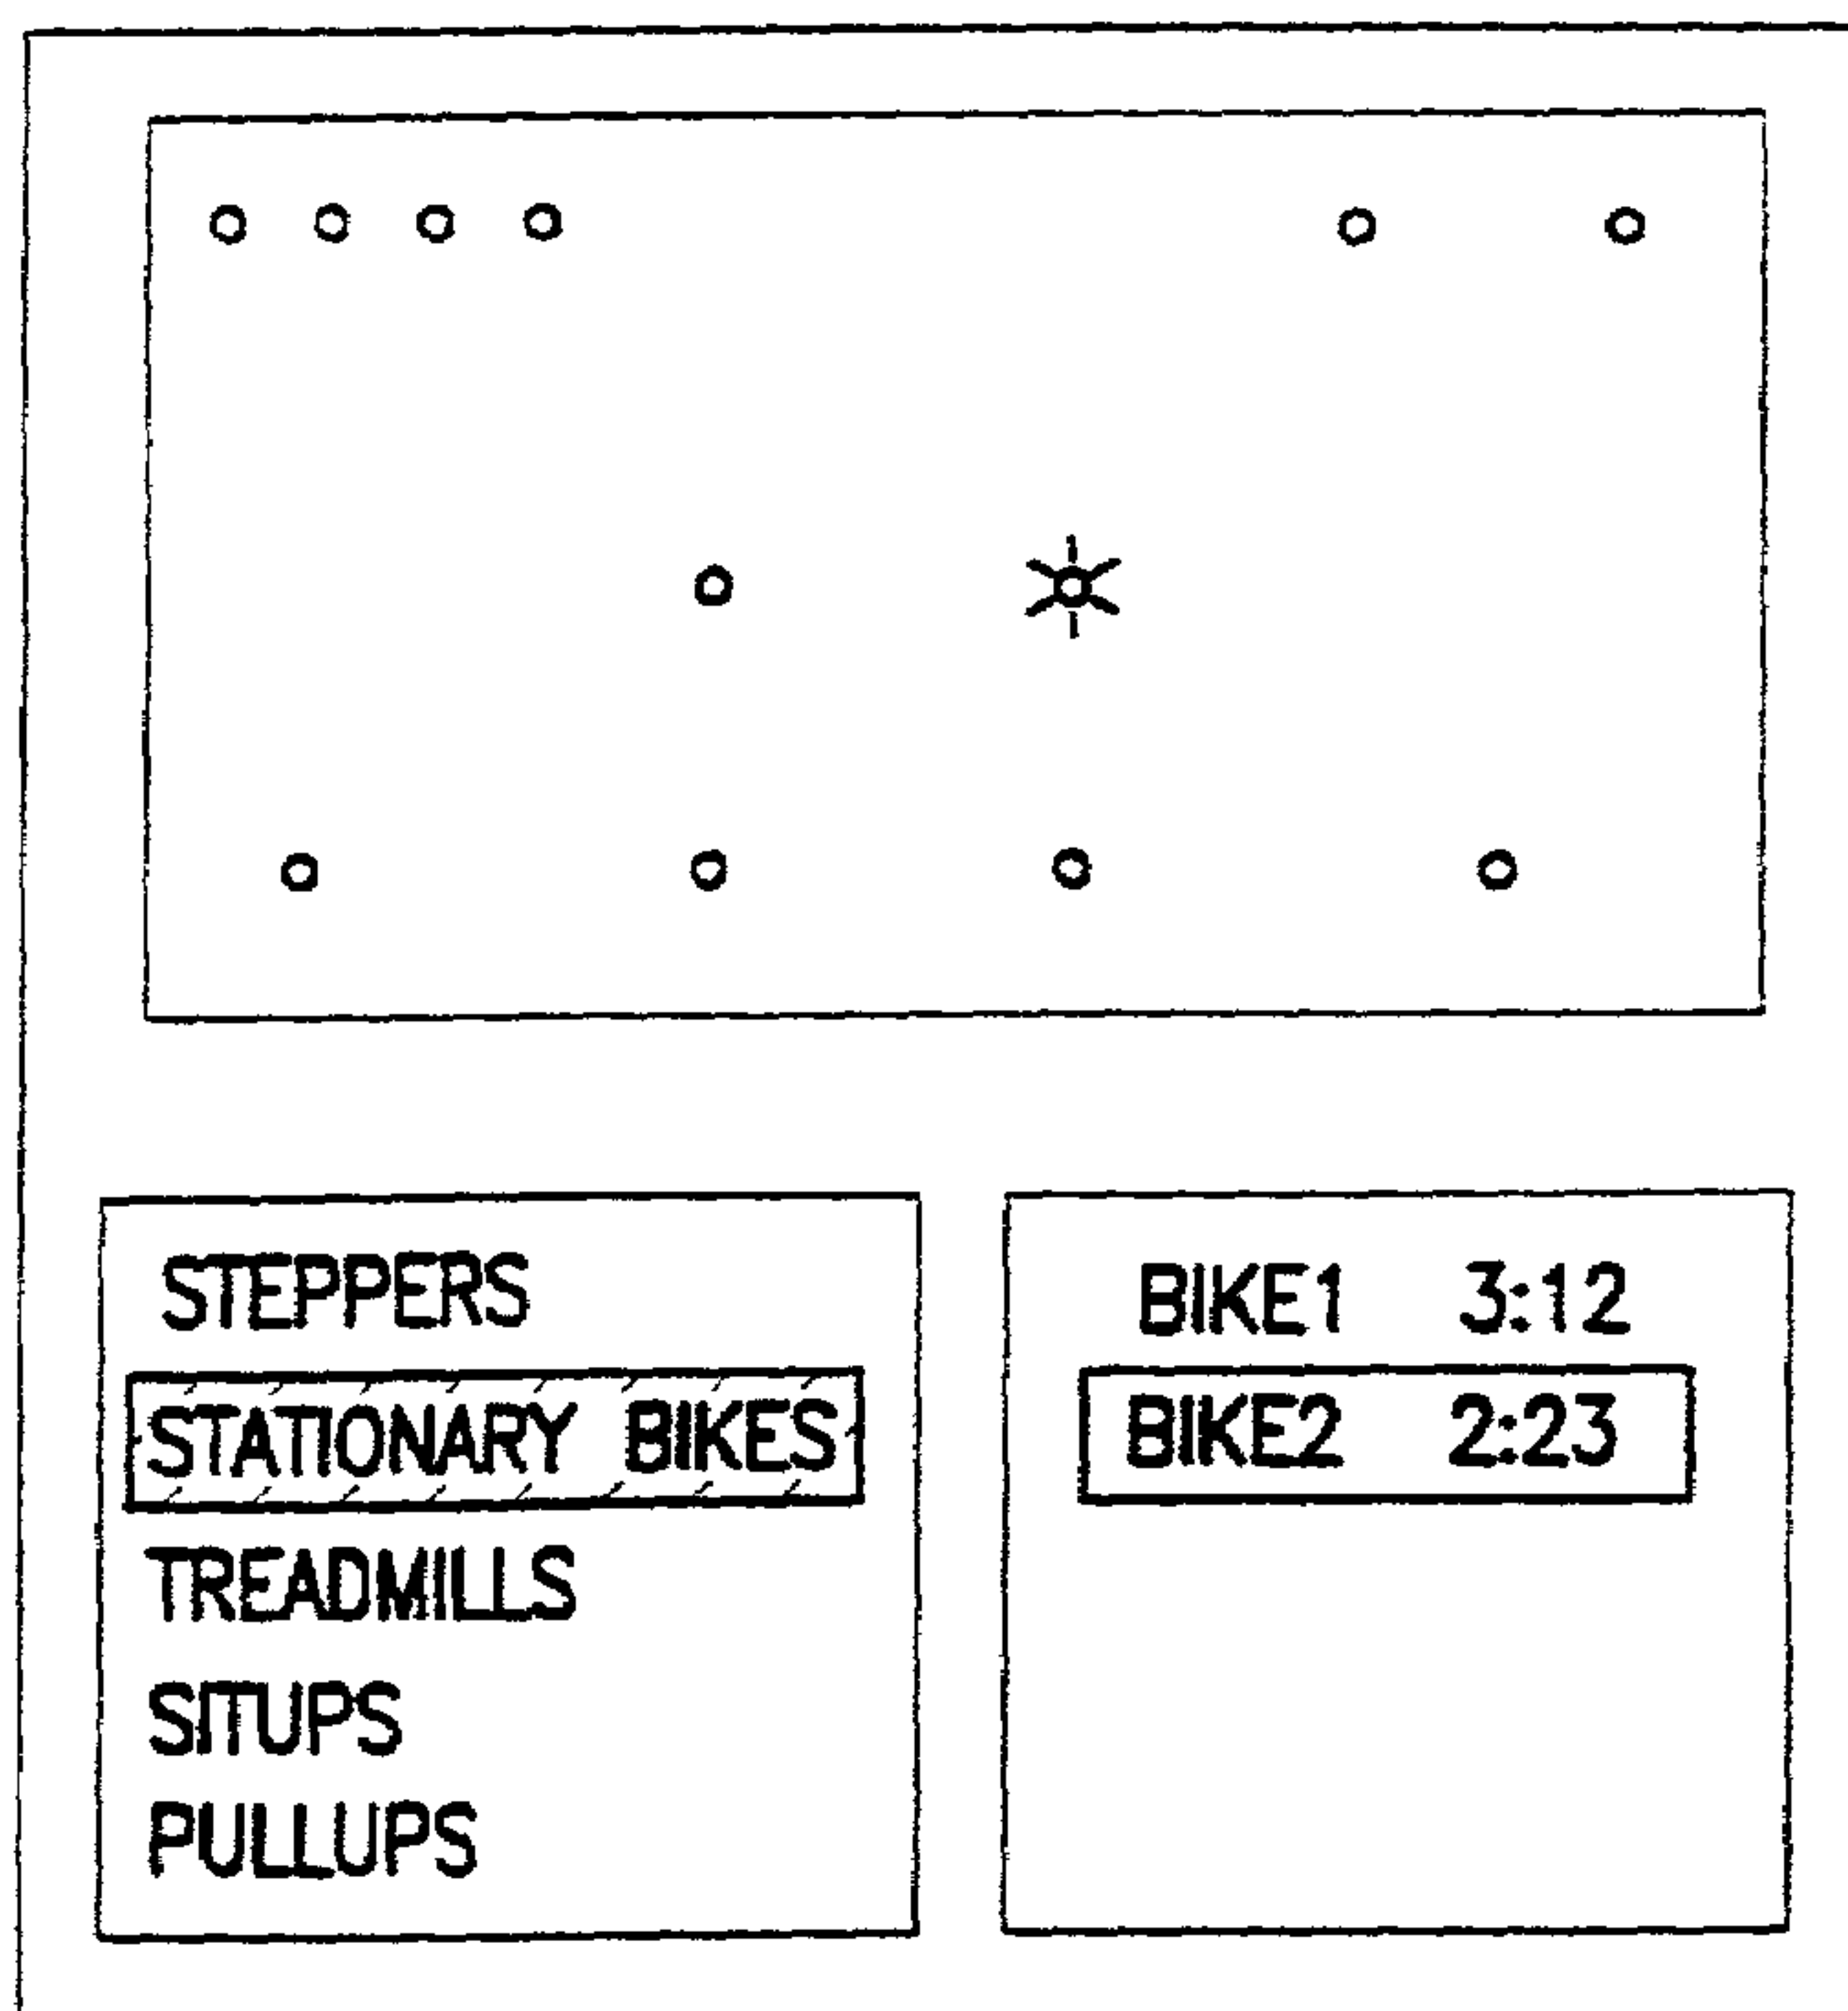 STEPPERS
STATIONARY BIKES
TREADMILLS
SITUPS
PULLUPS
BIKE1 3:12
BIKE2 2:23